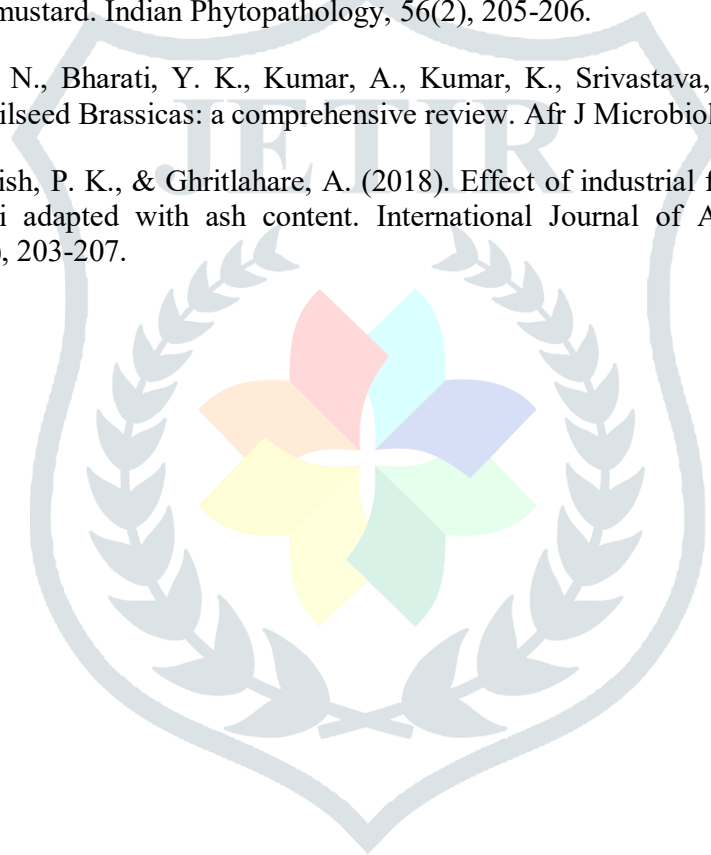 mustard. Indian Phytopathology, 56(2), 205-206.
N., Bharati, Y. K., Kumar, A., Kumar, K., Srivastava,
ilseed Brassicas: a comprehensive review. Afr J Microbiol
ish, P. K., & Ghritlahare, A. (2018). Effect of industrial f
i adapted with ash content. International Journal of A
), 203-207.
JETIR